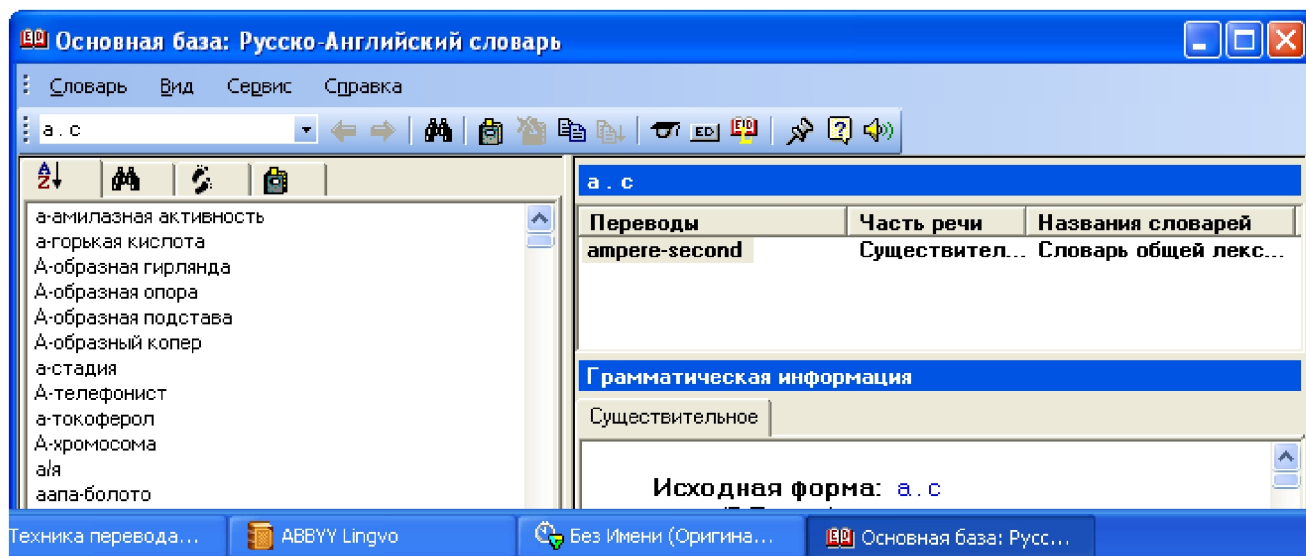 Основная база: Русско-Английский словарь
Словарь Вид Сервис Справка
а.с
а-амилазная активность
а-горькая кислота
А-образная гирлянда
А-образная опора
А-образная подстава
А-образный копер
а-стадия
А-телефонист
а-токоферол
А-хромосома
а/я
аапа-болото
а.с
Переводы Часть речи Названия словарей
ampere-second Существител... Словарь общей лекс...
Грамматическая информация
Существительное
Исходная форма: а.с
Техника перевода... ABBYY Lingvo Без Имени (Оригина... Основная база: Русс...